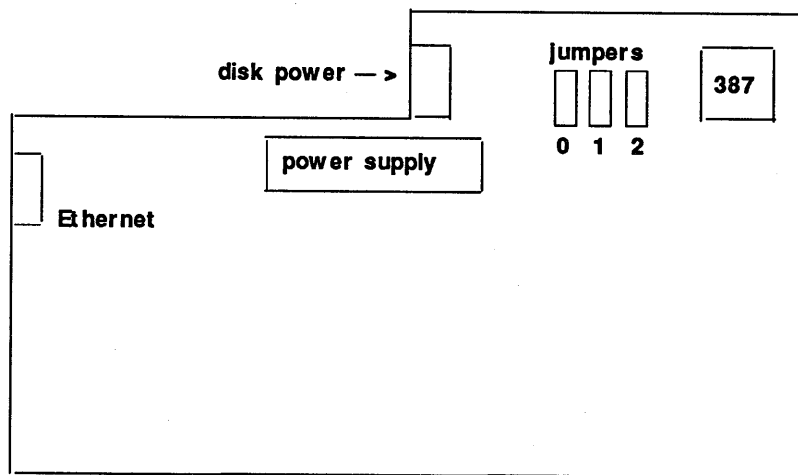 jumpers
disk power — >
387
0 1 2
power supply
Ethernet